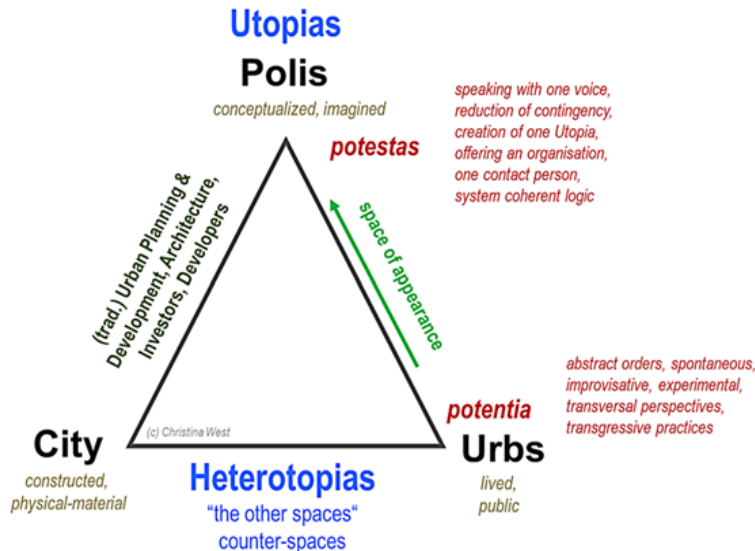 Utopias
Polis
conceptualized, imagined
speaking with one voice,
reduction of contingency,
creation of one Utopia,
offering an organisation,
one contact person,
system coherent logic
potestas
(trad.) Urban Planning &
Development, Architecture,
Investors, Developers
space of appearance
abstract orders, spontaneous,
improvisative, experimental,
transversal perspectives,
transgressive practices
potentia
City
(c) Christina West
Urbs
constructed,
physical-material
Heterotopias
"the other spaces"
counter-spaces
lived,
public